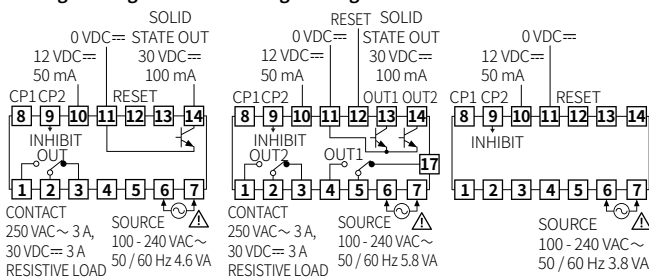 SOLID
0 VDC⎓ STATE OUT
12 VDC⎓ 30 VDC⎓
50 mA 100 mA
CP1 CP2 RESET
8 9 10 11 12 13 14
INHIBIT
OUT
1 2 3 4 5 6 7
CONTACT
250 VAC～ 3 A,
30 VDC⎓ 3 A
RESISTIVE LOAD
SOURCE
100 - 240 VAC～
50 / 60 Hz 4.6 VA
RESET SOLID
0 VDC⎓ STATE OUT
12 VDC⎓ 30 VDC⎓
50 mA 100 mA
CP1 CP2 OUT1 OUT2
8 9 10 11 12 13 14
INHIBIT
OUT2 OUT1
17
1 2 3 4 5 6 7
CONTACT
250 VAC～ 3 A,
30 VDC⎓ 3 A
RESISTIVE LOAD
SOURCE
100 - 240 VAC～
50 / 60 Hz 5.8 VA
0 VDC⎓
12 VDC⎓
50 mA
CP1 CP2 RESET
8 9 10 11 12 13 14
INHIBIT
1 2 3 4 5 6 7
SOURCE
100 - 240 VAC～
50 / 60 Hz 3.8 VA